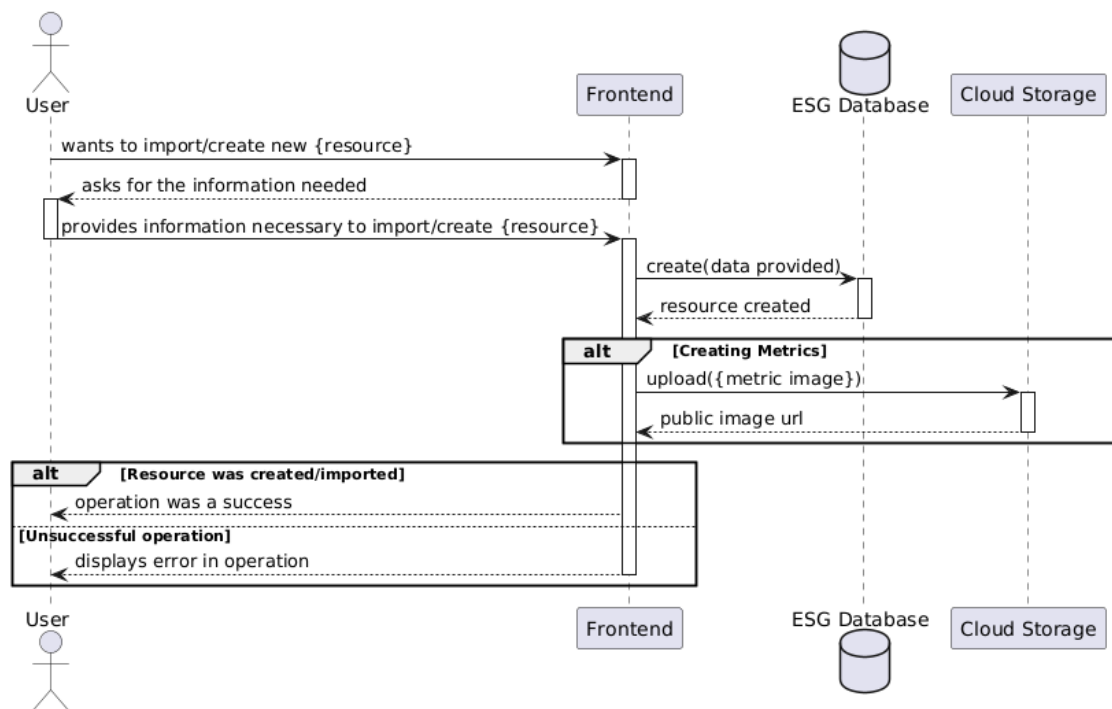 User
Frontend
ESG Database
Cloud Storage
wants to import/create new {resource}
asks for the information needed
provides information necessary to import/create {resource}
create(data provided)
resource created
alt
[Creating Metrics]
upload({metric image})
public image url
alt
[Resource was created/imported]
operation was a success
[Unsuccessful operation]
displays error in operation
User
Frontend
ESG Database
Cloud Storage